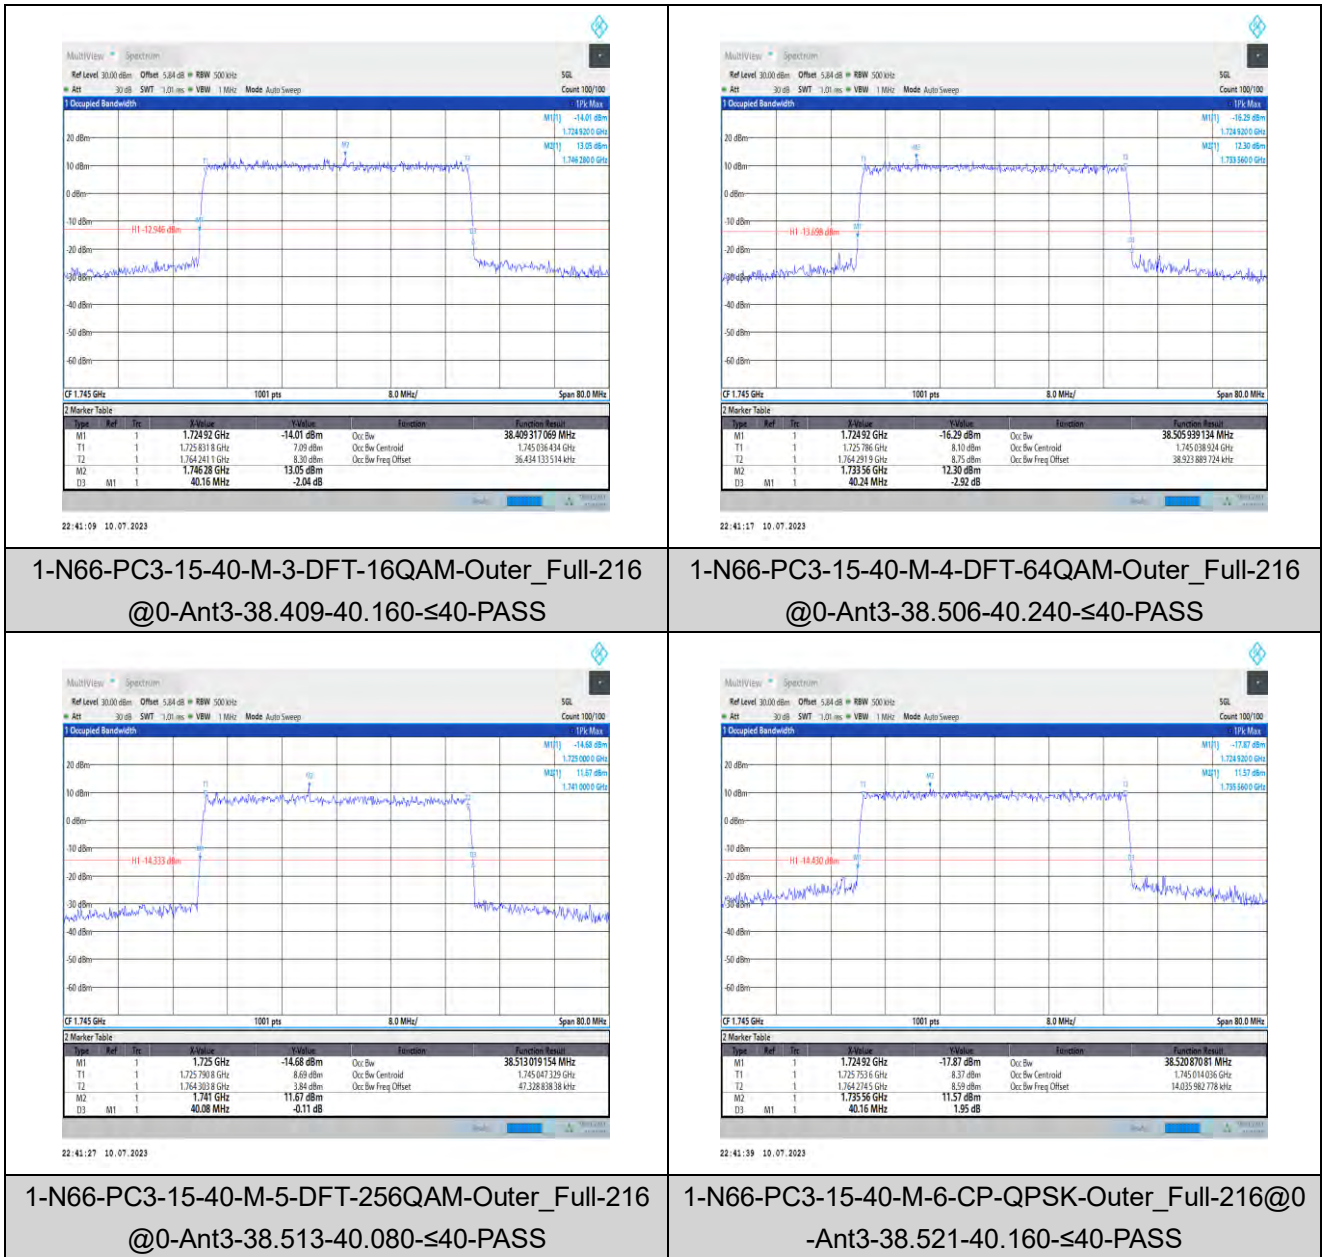 MultiView Spectrum
Ref Level 30.00 dBm Offset 5.84 dB RBW 500 kHz SGL
Att 30 dB SWT 1.01 ms VBW 1 MHz Mode Auto Sweep Count 100/100
1 Occupied Bandwidth 1Pk Max
M1[1] -14.01 dBm
1.724 920 0 GHz
M2[1] 13.05 dBm
1.746 280 0 GHz
20 dBm
10 dBm
0 dBm
-10 dBm
H1 -12.946 dBm
-20 dBm
-30 dBm
-40 dBm
-50 dBm
-60 dBm
CF 1.745 GHz 1001 pts 8.0 MHz/ Span 80.0 MHz
2 Marker Table
Type Ref Trc X-Value Y-Value Function Function Result
M1 1 1.724 92 GHz -14.01 dBm Occ Bw 38.409 317 069 MHz
T1 1 1.725 831 8 GHz 7.09 dBm Occ Bw Centroid 1.745 036 434 GHz
T2 1 1.764 241 1 GHz 8.30 dBm Occ Bw Freq Offset 36.434 133 514 kHz
M2 1 1.746 28 GHz 13.05 dBm
D3 M1 1 40.16 MHz -2.04 dB
22:41:09 10.07.2023
1-N66-PC3-15-40-M-3-DFT-16QAM-Outer_Full-216
@0-Ant3-38.409-40.160-≤40-PASS
MultiView Spectrum
Ref Level 30.00 dBm Offset 5.84 dB RBW 500 kHz SGL
Att 30 dB SWT 1.01 ms VBW 1 MHz Mode Auto Sweep Count 100/100
1 Occupied Bandwidth 1Pk Max
M1[1] -16.29 dBm
1.724 920 0 GHz
M2[1] 12.30 dBm
1.733 560 0 GHz
20 dBm
10 dBm
0 dBm
-10 dBm
H1 -13.698 dBm
-20 dBm
-30 dBm
-40 dBm
-50 dBm
-60 dBm
CF 1.745 GHz 1001 pts 8.0 MHz/ Span 80.0 MHz
2 Marker Table
Type Ref Trc X-Value Y-Value Function Function Result
M1 1 1.724 92 GHz -16.29 dBm Occ Bw 38.505 939 134 MHz
T1 1 1.725 786 GHz 8.10 dBm Occ Bw Centroid 1.745 038 924 GHz
T2 1 1.764 291 9 GHz 8.75 dBm Occ Bw Freq Offset 38.923 889 724 kHz
M2 1 1.733 56 GHz 12.30 dBm
D3 M1 1 40.24 MHz -2.92 dB
22:41:17 10.07.2023
1-N66-PC3-15-40-M-4-DFT-64QAM-Outer_Full-216
@0-Ant3-38.506-40.240-≤40-PASS
MultiView Spectrum
Ref Level 30.00 dBm Offset 5.84 dB RBW 500 kHz SGL
Att 30 dB SWT 1.01 ms VBW 1 MHz Mode Auto Sweep Count 100/100
1 Occupied Bandwidth 1Pk Max
M1[1] -14.68 dBm
1.725 000 0 GHz
M2[1] 11.67 dBm
1.741 000 0 GHz
20 dBm
10 dBm
0 dBm
-10 dBm
H1 -14.333 dBm
-20 dBm
-30 dBm
-40 dBm
-50 dBm
-60 dBm
CF 1.745 GHz 1001 pts 8.0 MHz/ Span 80.0 MHz
2 Marker Table
Type Ref Trc X-Value Y-Value Function Function Result
M1 1 1.725 GHz -14.68 dBm Occ Bw 38.513 019 154 MHz
T1 1 1.725 790 8 GHz 8.69 dBm Occ Bw Centroid 1.745 047 329 GHz
T2 1 1.764 303 8 GHz 3.84 dBm Occ Bw Freq Offset 47.328 838 38 kHz
M2 1 1.741 GHz 11.67 dBm
D3 M1 1 40.08 MHz -0.11 dB
22:41:27 10.07.2023
1-N66-PC3-15-40-M-5-DFT-256QAM-Outer_Full-216
@0-Ant3-38.513-40.080-≤40-PASS
MultiView Spectrum
Ref Level 30.00 dBm Offset 5.84 dB RBW 500 kHz SGL
Att 30 dB SWT 1.01 ms VBW 1 MHz Mode Auto Sweep Count 100/100
1 Occupied Bandwidth 1Pk Max
M1[1] -17.87 dBm
1.724 920 0 GHz
M2[1] 11.57 dBm
1.735 560 0 GHz
20 dBm
10 dBm
0 dBm
-10 dBm
H1 -14.430 dBm
-20 dBm
-30 dBm
-40 dBm
-50 dBm
-60 dBm
CF 1.745 GHz 1001 pts 8.0 MHz/ Span 80.0 MHz
2 Marker Table
Type Ref Trc X-Value Y-Value Function Function Result
M1 1 1.724 92 GHz -17.87 dBm Occ Bw 38.520 870 81 MHz
T1 1 1.725 753 6 GHz 8.37 dBm Occ Bw Centroid 1.745 014 036 GHz
T2 1 1.764 274 5 GHz 8.59 dBm Occ Bw Freq Offset 14.035 982 778 kHz
M2 1 1.735 56 GHz 11.57 dBm
D3 M1 1 40.16 MHz 1.95 dB
22:41:39 10.07.2023
1-N66-PC3-15-40-M-6-CP-QPSK-Outer_Full-216@0
-Ant3-38.521-40.160-≤40-PASS